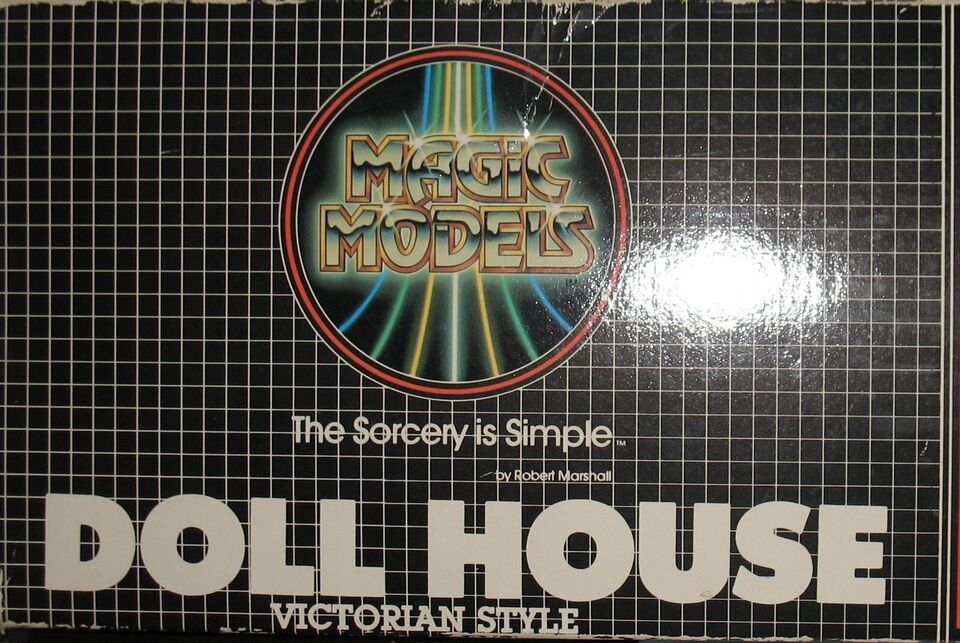 MAGIC
MODELS
The Sorcery is Simple™
by Robert Marshall
DOLL HOUSE
VICTORIAN STYLE